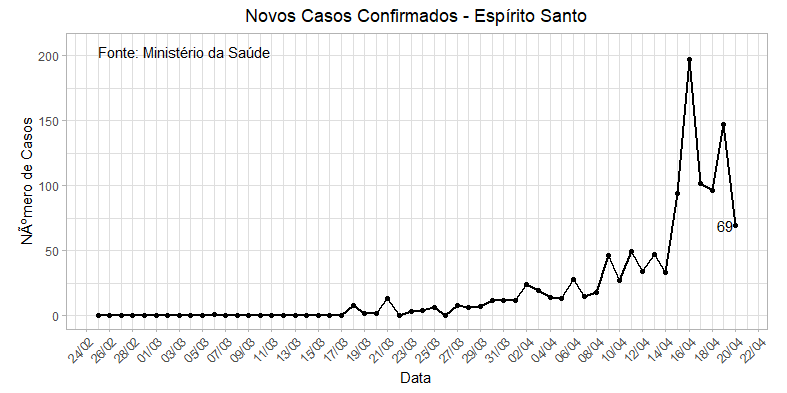 Novos Casos Confirmados - Espírito Santo
Fonte: Ministério da Saúde
NÃºmero de Casos
200
150
100
50
0
69
24/02 26/02 28/02 01/03 03/03 05/03 07/03 09/03 11/03 13/03 15/03 17/03 19/03 21/03 23/03 25/03 27/03 29/03 31/03 02/04 04/04 06/04 08/04 10/04 12/04 14/04 16/04 18/04 20/04 22/04
Data